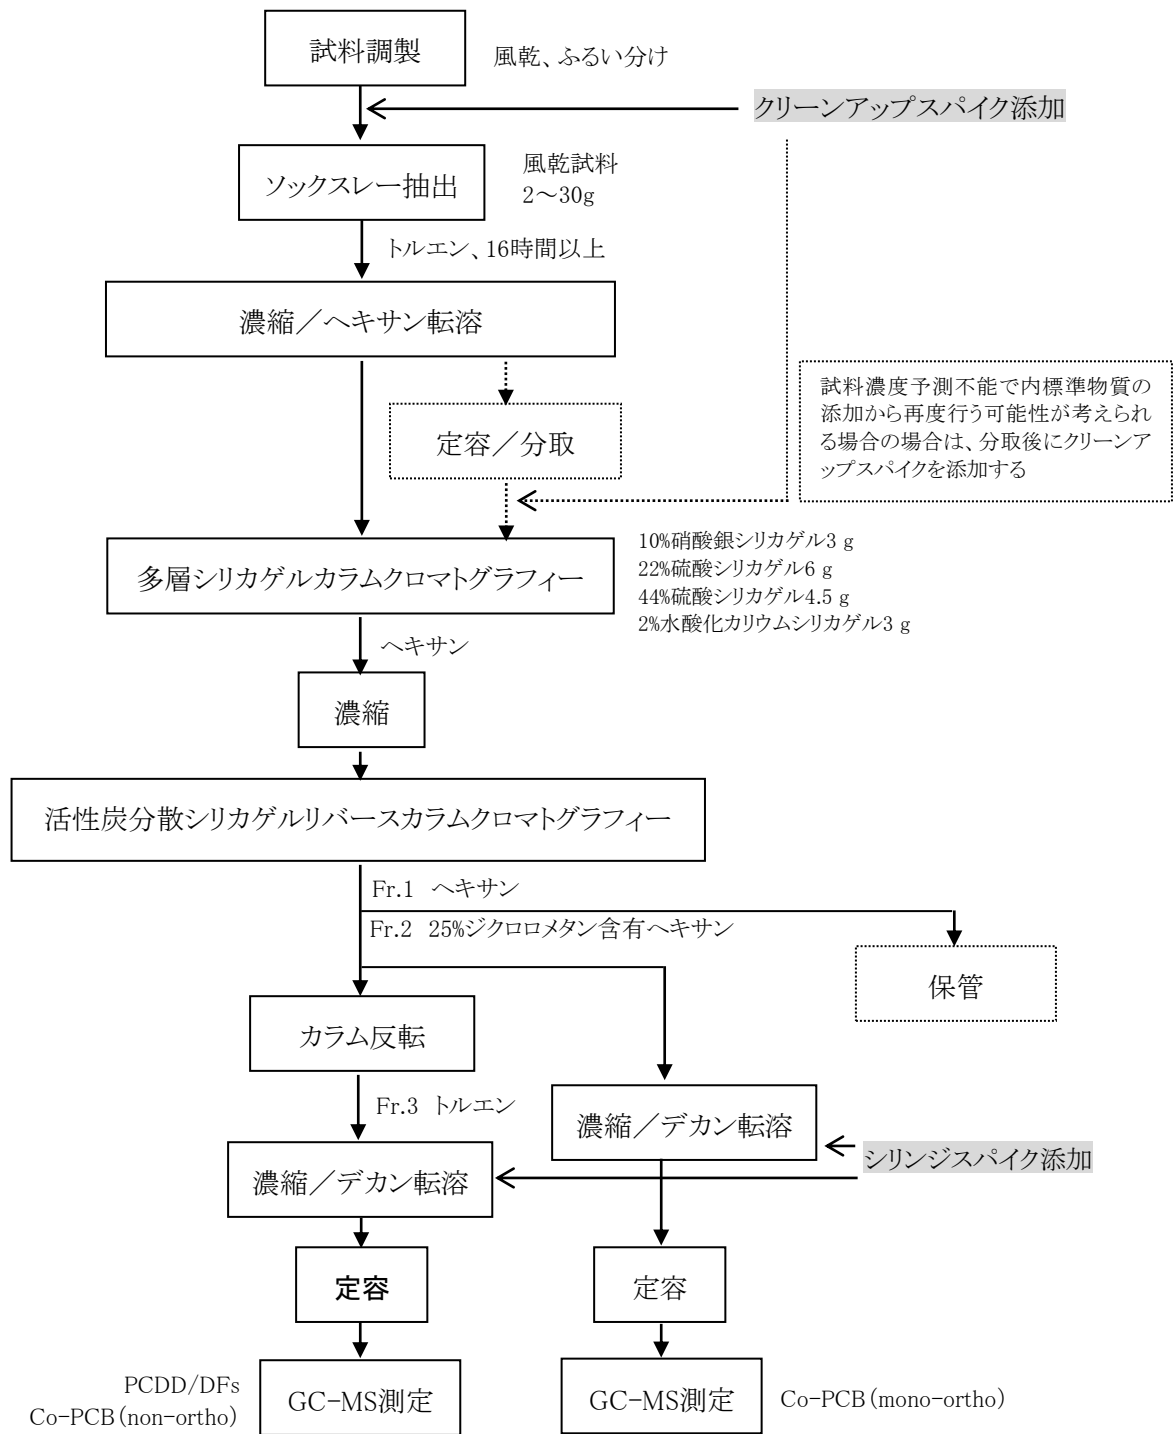 試料調製
風乾、ふるい分け
クリーンアップスパイク添加
ソックスレー抽出
風乾試料
2～30g
トルエン、16時間以上
濃縮／ヘキサン転溶
試料濃度予測不能で内標準物質の
添加から再度行う可能性が考えられ
る場合の場合は、分取後にクリーンア
ップスパイクを添加する
定容／分取
多層シリカゲルカラムクロマトグラフィー
10%硝酸銀シリカゲル3 g
22%硫酸シリカゲル6 g
44%硫酸シリカゲル4.5 g
2%水酸化カリウムシリカゲル3 g
ヘキサン
濃縮
活性炭分散シリカゲルリバースカラムクロマトグラフィー
Fr.1 ヘキサン
Fr.2 25%ジクロロメタン含有ヘキサン
保管
カラム反転
Fr.3 トルエン
濃縮／デカン転溶
シリンジスパイク添加
濃縮／デカン転溶
定容
定容
PCDD/DFs
Co-PCB(non-ortho)
GC-MS測定
GC-MS測定
Co-PCB(mono-ortho)